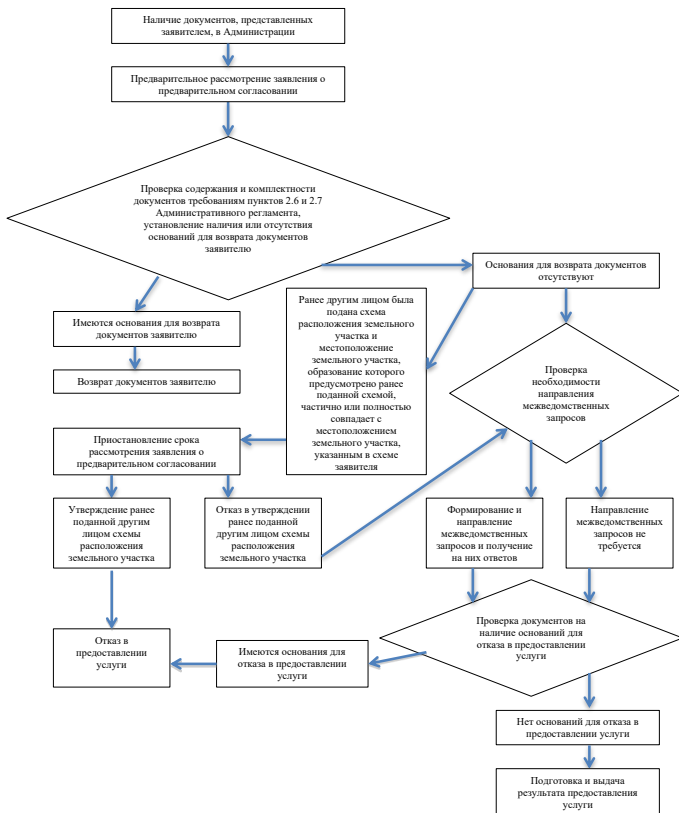 Наличие документов, представленных
заявителем, в Администрации
Предварительное рассмотрение заявления о
предварительном согласовании
Проверка содержания и комплектности
документов требованиям пунктов 2.6 и 2.7
Административного регламента,
установление наличия или отсутствия
оснований для возврата документов
заявителю
Основания для возврата документов
отсутствуют
Имеются основания для возврата
документов заявителю
Возврат документов заявителю
Ранее другим лицом была
подана схема
расположения земельного
участка и
местоположение
земельного участка,
образование которого
предусмотрено ранее
поданной схемой,
частично или полностью
совпадает с
местоположением
земельного участка,
указанным в схеме
заявителя
Проверка
необходимости
направления
межведомственных
запросов
Приостановление срока
рассмотрения заявления о
предварительном согласовании
Утверждение ранее
поданной другим
лицом схемы
расположения
земельного участка
Отказ в утверждении
ранее поданной
другим лицом схемы
расположения
земельного участка
Формирование и
направление
межведомственных
запросов и получение
на них ответов
Направление
межведомственных
запросов не
требуется
Проверка документов на
наличие оснований для
отказа в предоставлении
услуги
Отказ в
предоставлении
услуги
Имеются основания для
отказа в предоставлении
услуги
Нет оснований для отказа в
предоставлении услуги
Подготовка и выдача
результата предоставления
услуги